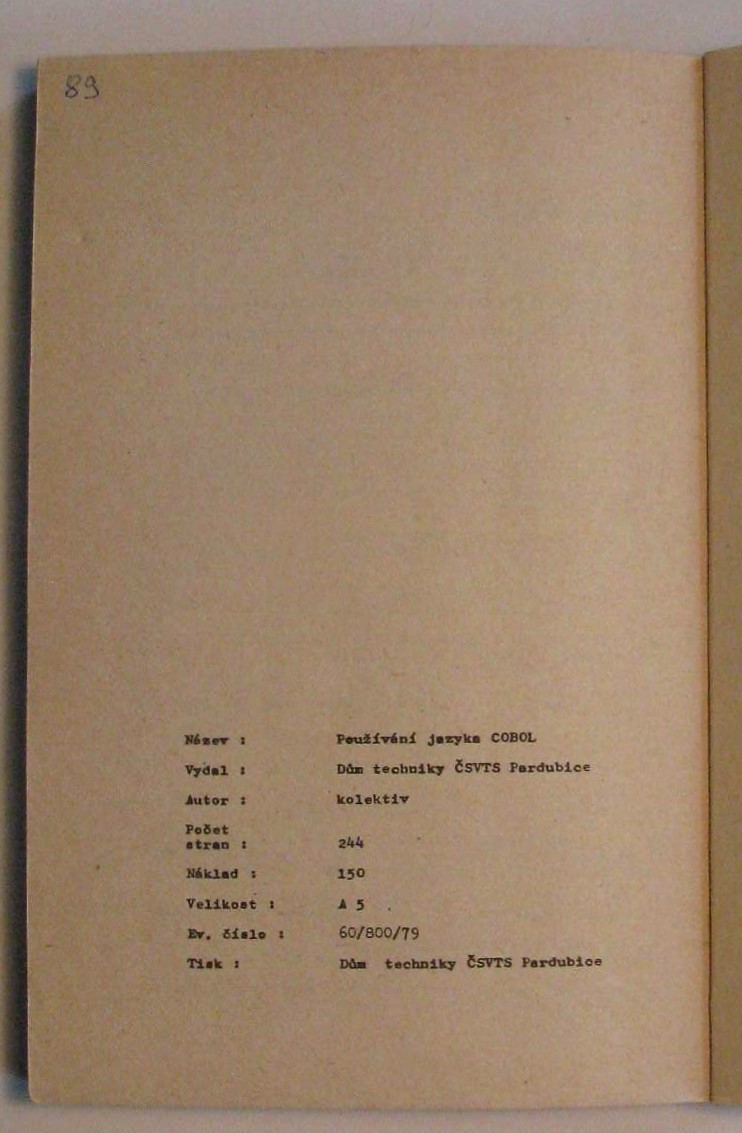 89
Název : Používání jazyka COBOL
Vydal : Dům techniky ČSVTS Pardubice
Autor : kolektiv
Počet
stran : 244
Náklad : 150
Velikost : A 5
Ev. číslo : 60/800/79
Tisk : Dům techniky ČSVTS Pardubice